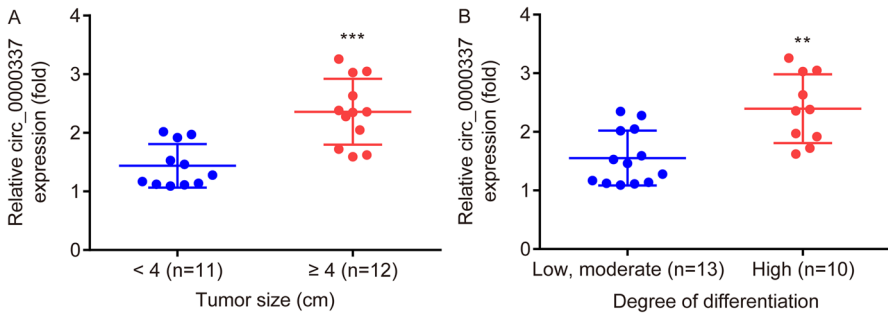 A
Relative circ_0000337
expression (fold)
4
3
2
1
0
***
< 4 (n=11)
≥ 4 (n=12)
Tumor size (cm)
B
Relative circ_0000337
expression (fold)
4
3
2
1
0
**
Low, moderate (n=13)
High (n=10)
Degree of differentiation